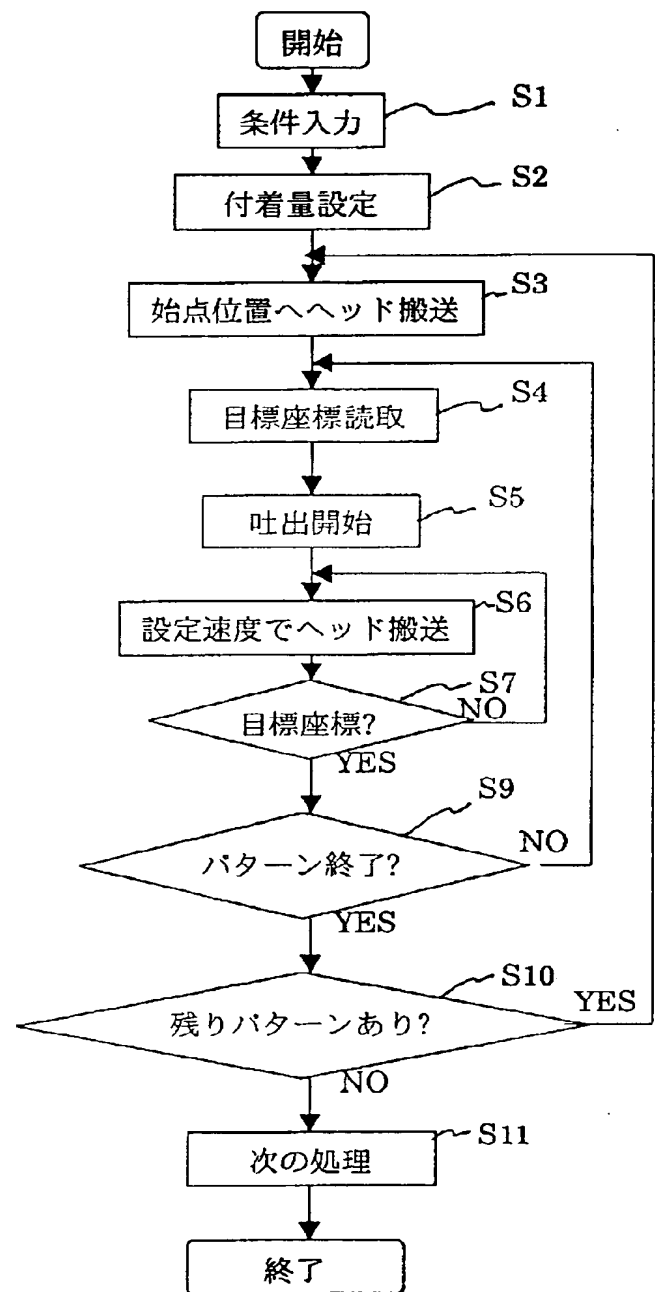 開始
条件入力
S1
付着量設定
S2
始点位置へヘッド搬送
S3
目標座標読取
S4
吐出開始
S5
設定速度でヘッド搬送
S6
目標座標?
S7
NO
YES
パターン終了?
S9
NO
YES
残りパターンあり?
S10
YES
NO
次の処理
S11
終了